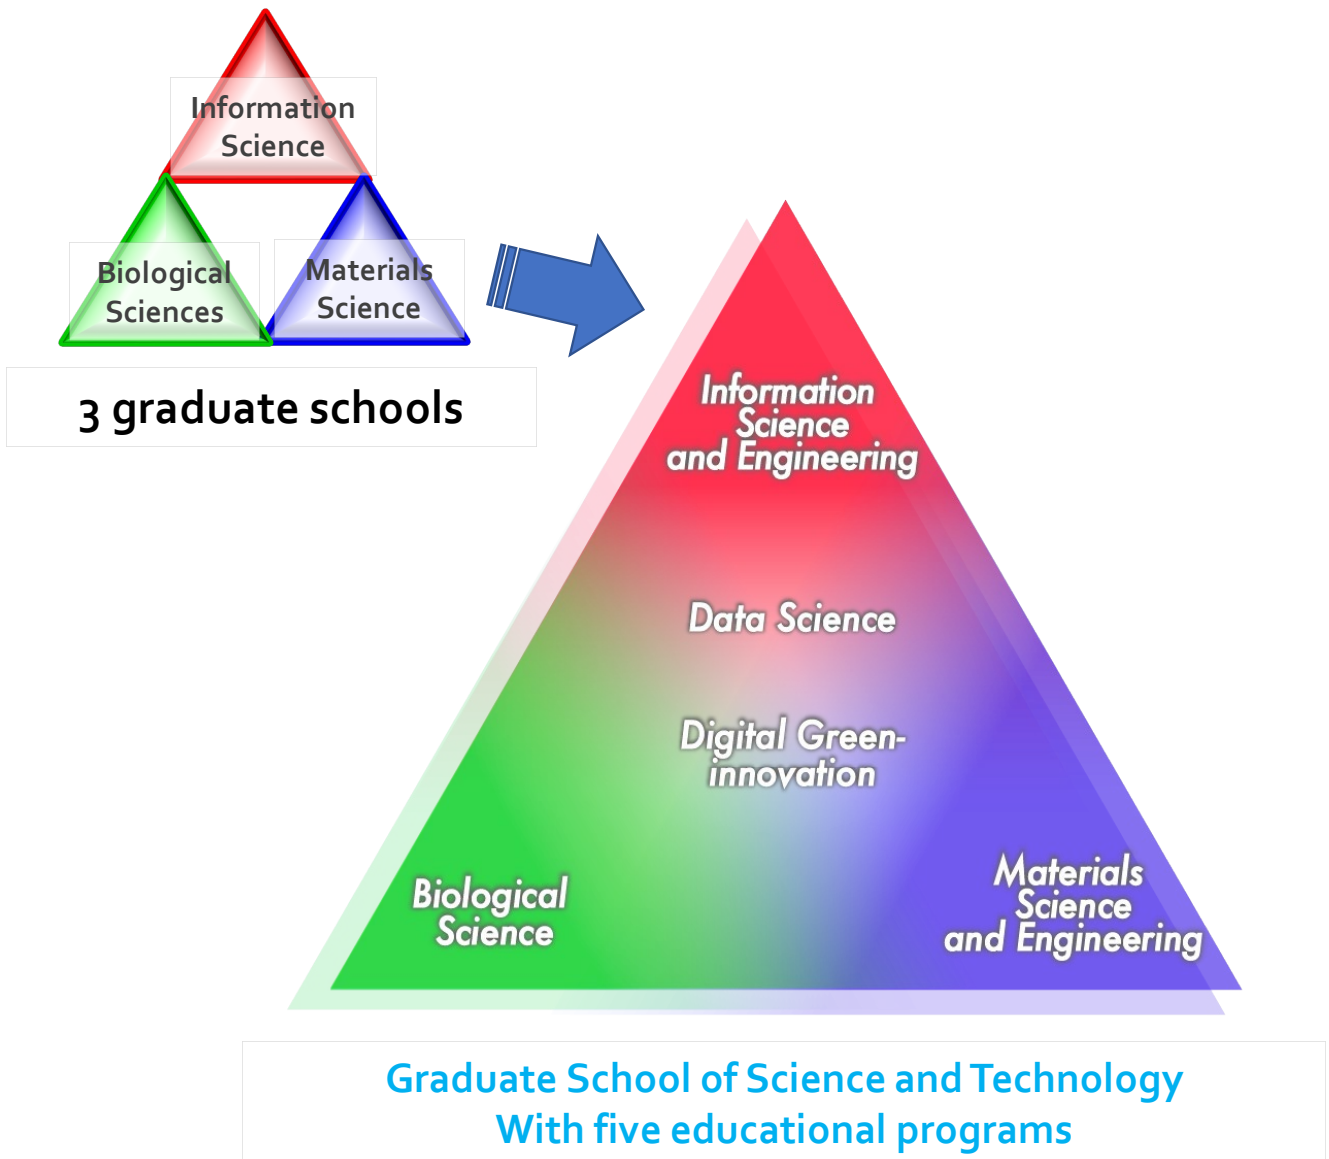 Information
Science
Biological
Sciences
Materials
Science
3 graduate schools
Information
Science
and Engineering
Data Science
Digital Green-
innovation
Biological
Science
Materials
Science
and Engineering
Graduate School of Science and Technology
With five educational programs